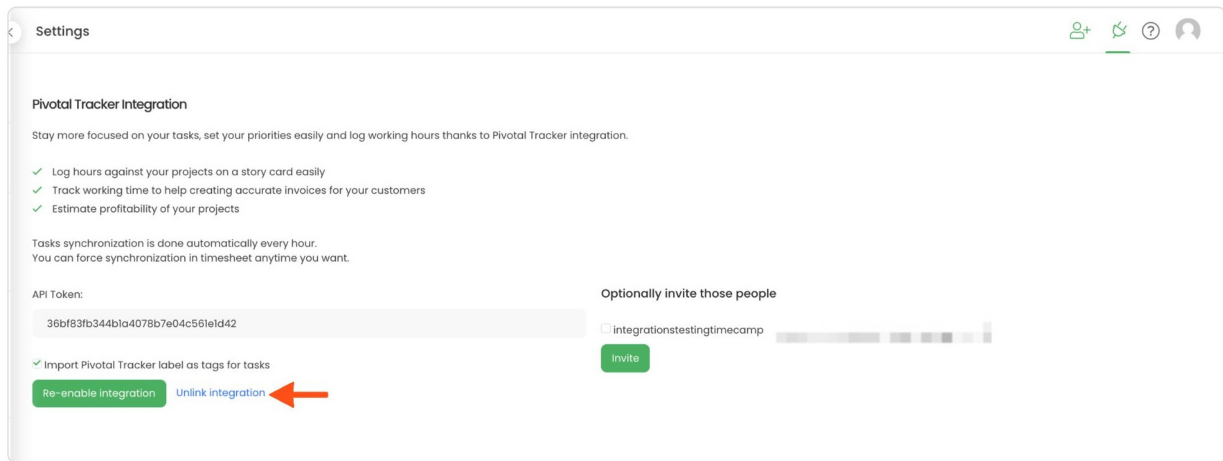 Settings
Pivotal Tracker Integration
Stay more focused on your tasks, set your priorities easily and log working hours thanks to Pivotal Tracker integration.
Log hours against your projects on a story card easily
Track working time to help creating accurate invoices for your customers
Estimate profitability of your projects
Tasks synchronization is done automatically every hour.
You can force synchronization in timesheet anytime you want.
API Token:
36bf83fb344b1a4078b7e04c561e1d42
Import Pivotal Tracker label as tags for tasks
Re-enable integration Unlink integration
Optionally invite those people
integrationstestingtimecamp
Invite